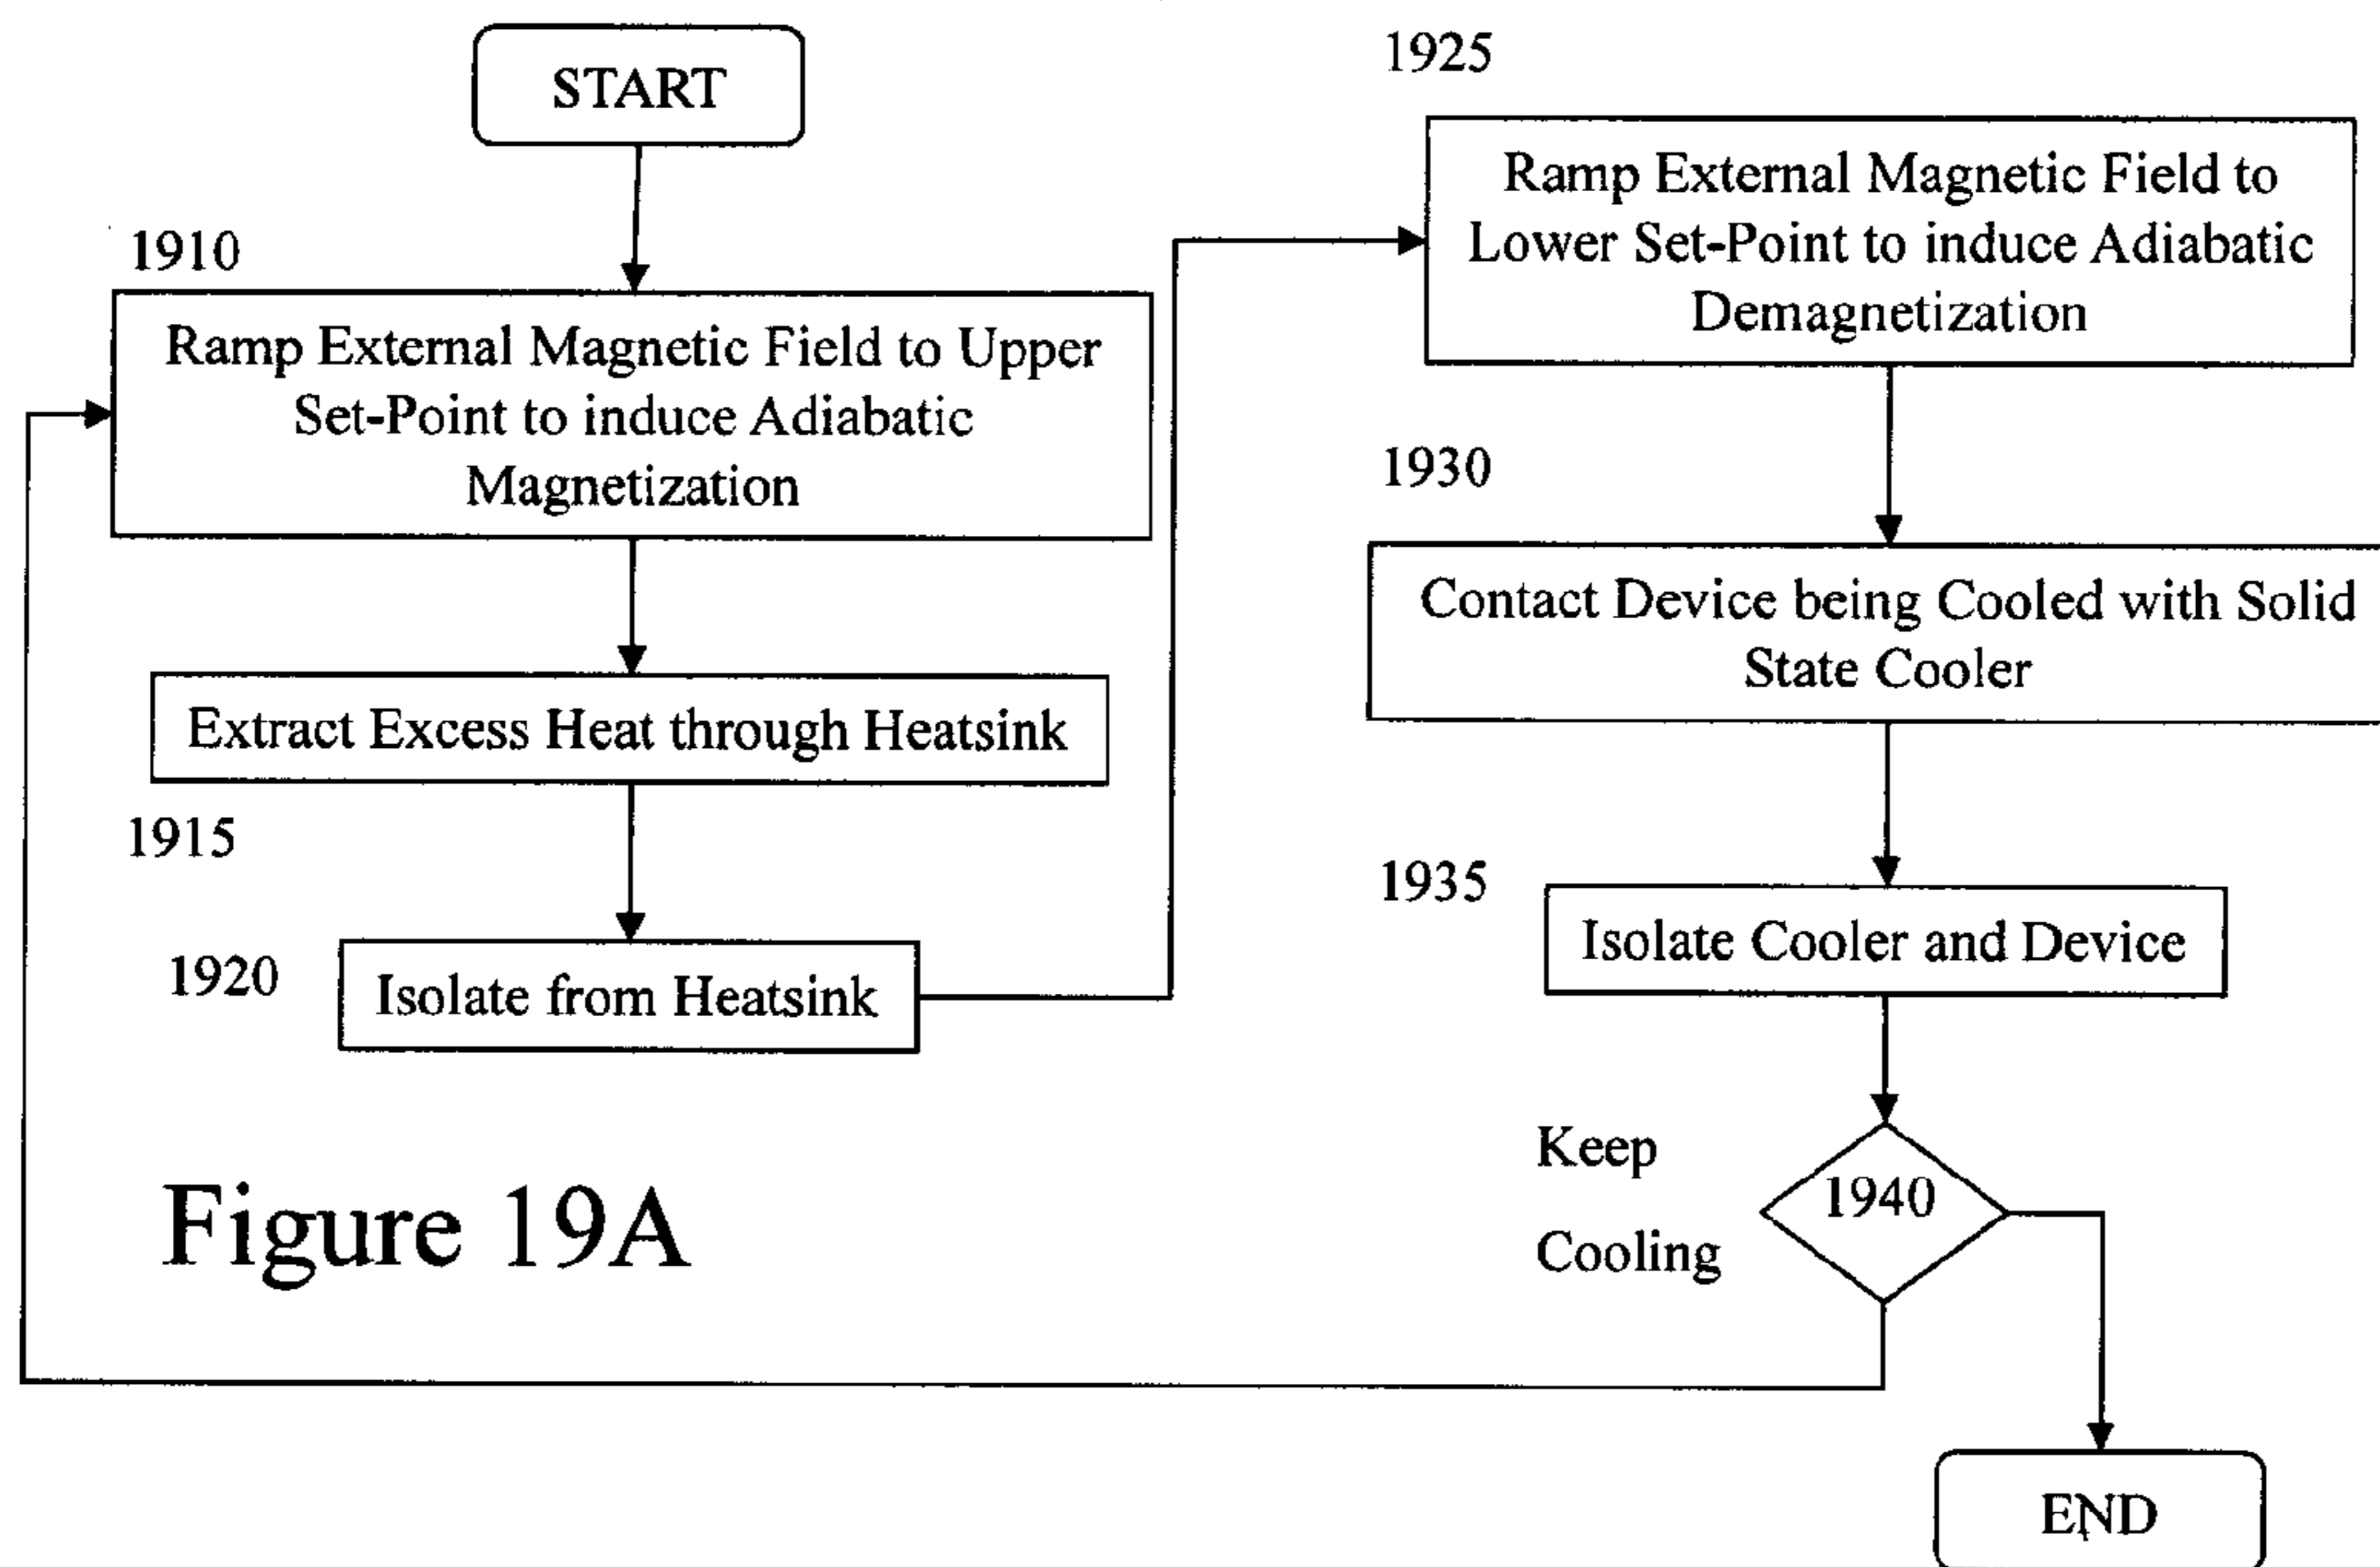 START
1910
Ramp External Magnetic Field to Upper
Set-Point to induce Adiabatic
Magnetization
Extract Excess Heat through Heatsink
1915
1920
Isolate from Heatsink
1925
Ramp External Magnetic Field to
Lower Set-Point to induce Adiabatic
Demagnetization
1930
Contact Device being Cooled with Solid
State Cooler
1935
Isolate Cooler and Device
Keep
Cooling
1940
END
Figure 19A